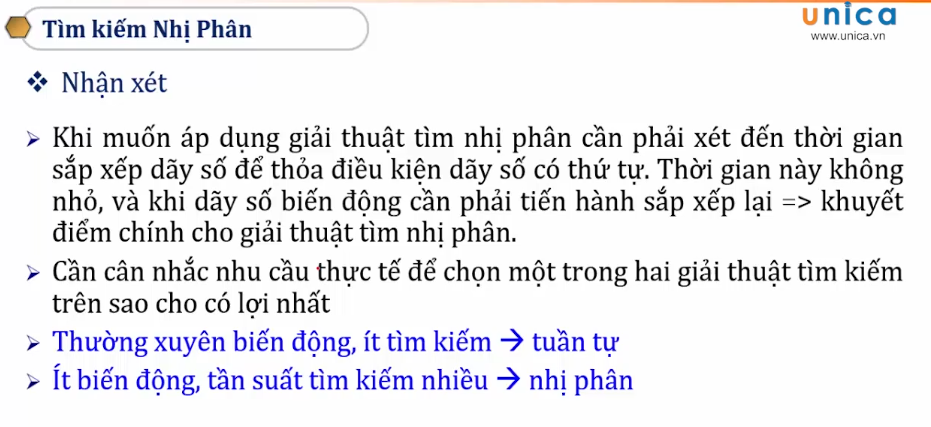 Tìm kiếm Nhị Phân
unica
www.unica.vn
❖ Nhận xét
➢ Khi muốn áp dụng giải thuật tìm nhị phân cần phải xét đến thời gian
sắp xếp dãy số để thỏa điều kiện dãy số có thứ tự. Thời gian này không
nhỏ, và khi dãy số biến động cần phải tiến hành sắp xếp lại => khuyết
điểm chính cho giải thuật tìm nhị phân.
➢ Cần cân nhắc nhu cầu thực tế để chọn một trong hai giải thuật tìm kiếm
trên sao cho có lợi nhất
➢ Thường xuyên biến động, ít tìm kiếm → tuần tự
➢ Ít biến động, tần suất tìm kiếm nhiều → nhị phân